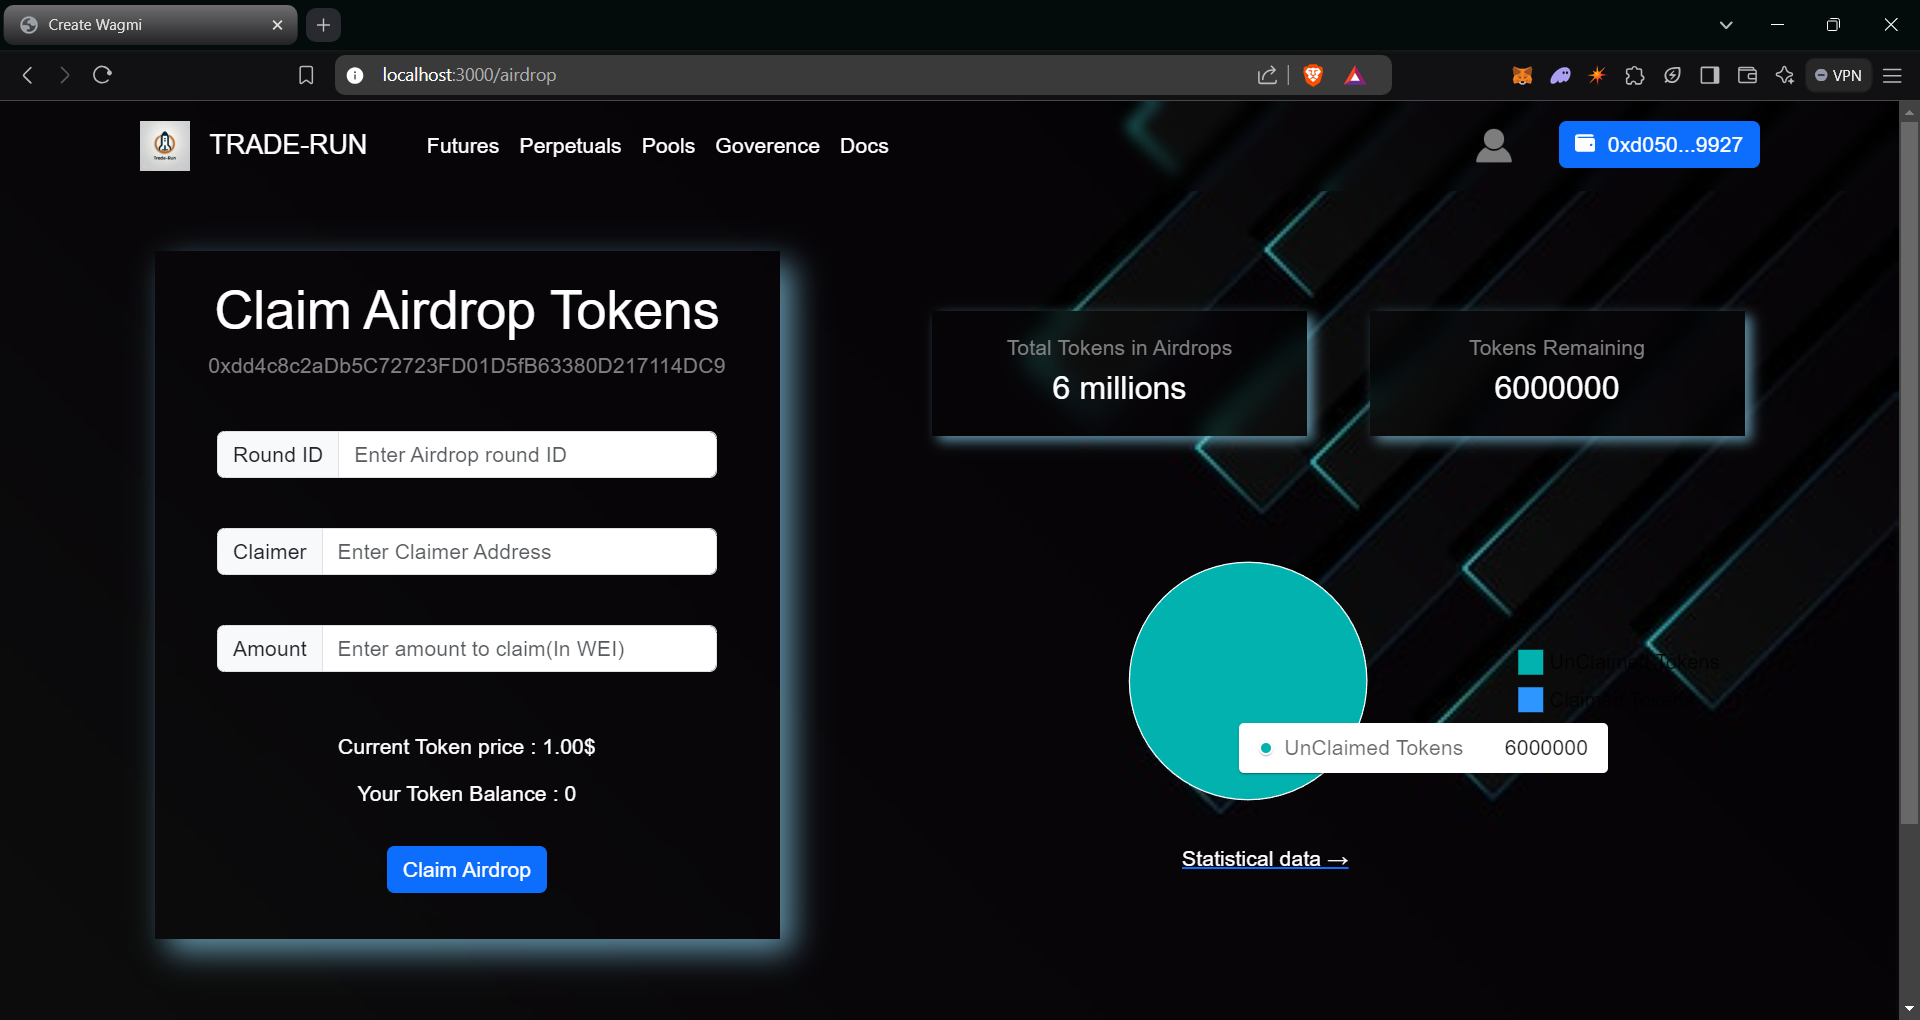 Create Wagmi
localhost:3000/airdrop
VPN
Trade-Run
TRADE-RUN
Futures Perpetuals Pools Goverence Docs
0xd050...9927
Claim Airdrop Tokens
0xdd4c8c2aDb5C72723FD01D5fB63380D217114DC9
Round ID Enter Airdrop round ID
Claimer Enter Claimer Address
Amount Enter amount to claim(In WEI)
Current Token price : 1.00$
Your Token Balance : 0
Claim Airdrop
Total Tokens in Airdrops
6 millions
Tokens Remaining
6000000
UnClaimed Tokens
Claimed
UnClaimed Tokens 6000000
Statistical data →